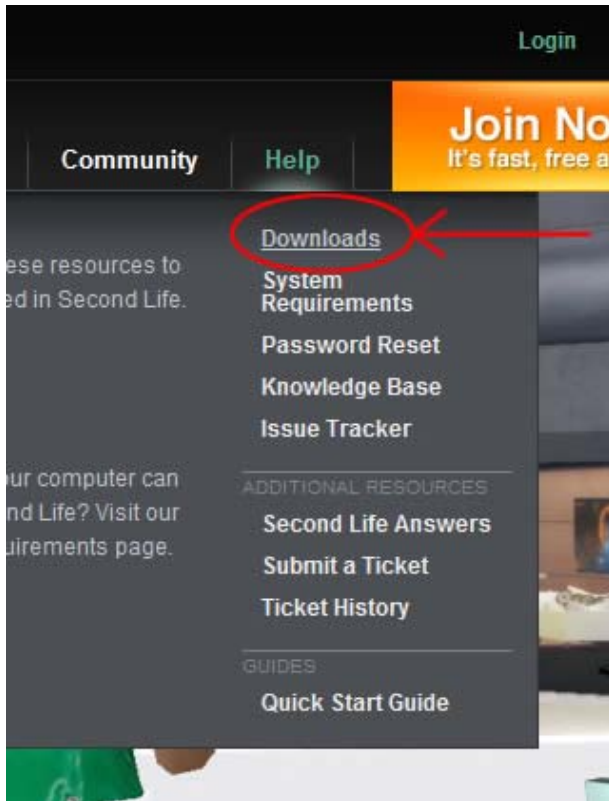 Login
Join No
It's fast, free a
Community
Help
Downloads
ese resources to
ed in Second Life.
System
Requirements
Password Reset
Knowledge Base
Issue Tracker
ur computer can
nd Life? Visit our
uirements page.
ADDITIONAL RESOURCES
Second Life Answers
Submit a Ticket
Ticket History
GUIDES
Quick Start Guide